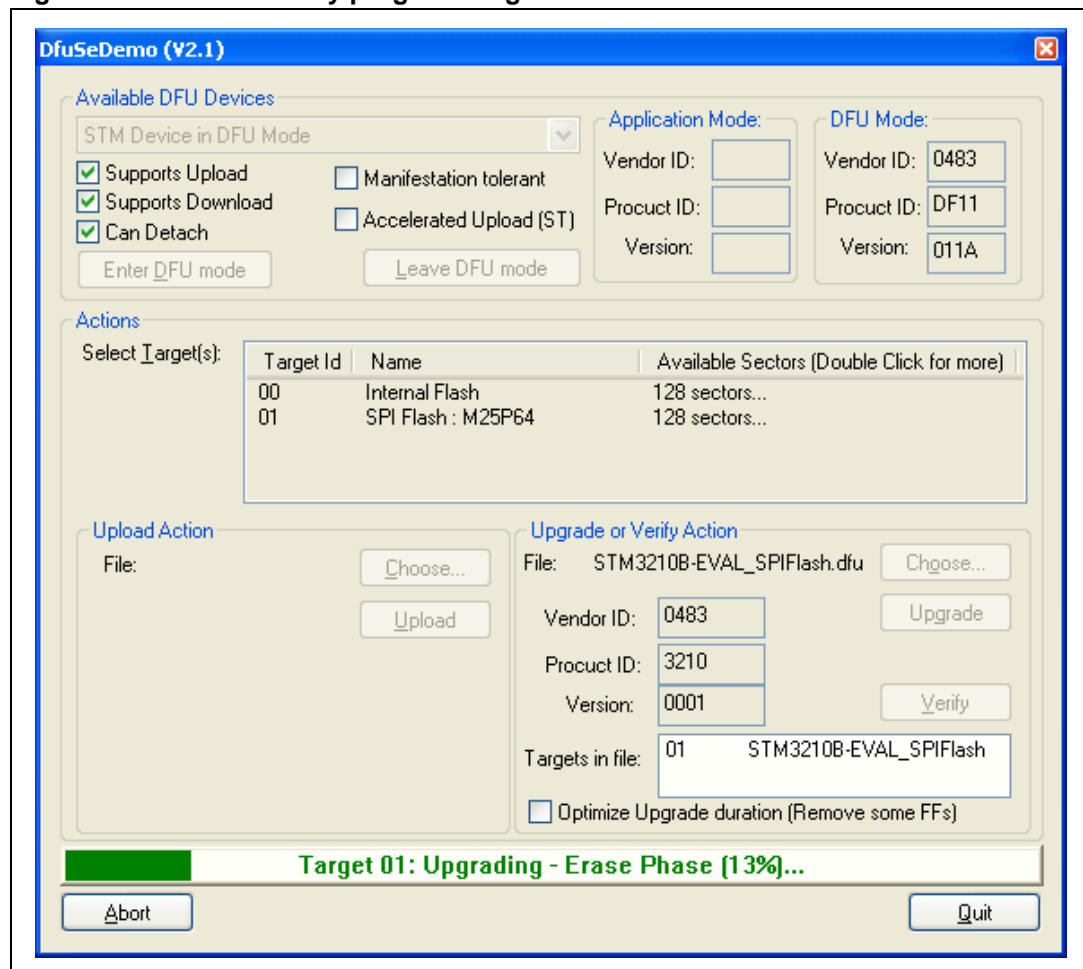 DfuSeDemo (V2.1)
Available DFU Devices
STM Device in DFU Mode
Supports Upload
Supports Download
Can Detach
Manifestation tolerant
Accelerated Upload (ST)
Enter DFU mode
Leave DFU mode
Application Mode:
Vendor ID:
Procuct ID:
Version:
DFU Mode:
Vendor ID: 0483
Procuct ID: DF11
Version: 011A
Actions
Select Target(s):
Target Id Name Available Sectors (Double Click for more)
00 Internal Flash 128 sectors...
01 SPI Flash : M25P64 128 sectors...
Upload Action
File:
Choose...
Upload
Upgrade or Verify Action
File: STM3210B-EVAL_SPIFlash.dfu Choose...
Vendor ID: 0483 Upgrade
Procuct ID: 3210
Version: 0001 Verify
Targets in file: 01 STM3210B-EVAL_SPIFlash
Optimize Upgrade duration (Remove some FFs)
Target 01: Upgrading - Erase Phase (13%)...
Abort
Quit